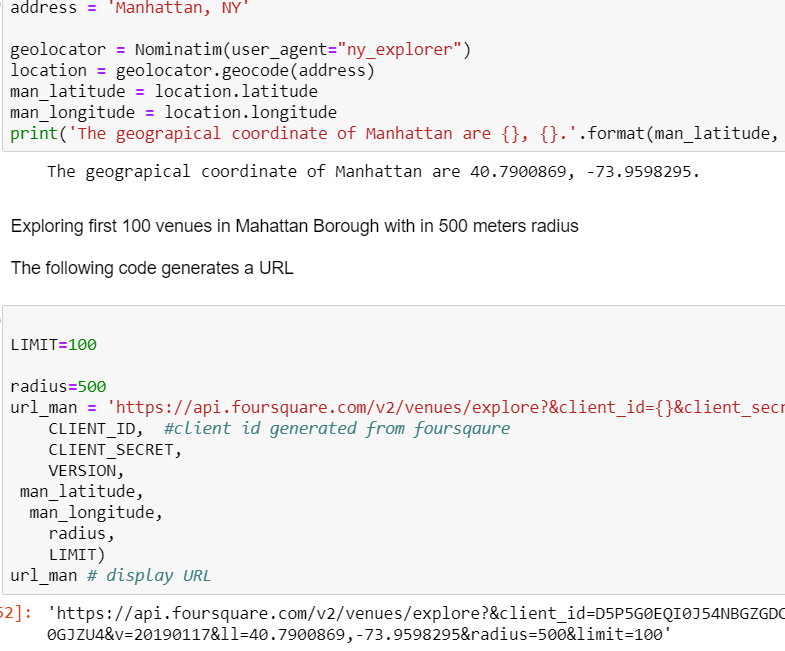 address = 'Manhattan, NY'
geolocator = Nominatim(user_agent="ny_explorer")
location = geolocator.geocode(address)
man_latitude = location.latitude
man_longitude = location.longitude
print('The geograpical coordinate of Manhattan are {}, {}.'.format(man_latitude,
The geograpical coordinate of Manhattan are 40.7900869, -73.9598295.
Exploring first 100 venues in Mahattan Borough with in 500 meters radius
The following code generates a URL
LIMIT=100
radius=500
url_man = 'https://api.foursquare.com/v2/venues/explore?&client_id={}&client_secr
CLIENT_ID,  #client id generated from foursqaure
CLIENT_SECRET,
VERSION,
man_latitude,
man_longitude,
radius,
LIMIT)
url_man # display URL
52]: 'https://api.foursquare.com/v2/venues/explore?&client_id=D5P5G0EQI0J54NBGZGDC
0GJZU4&v=20190117&ll=40.7900869,-73.9598295&radius=500&limit=100'